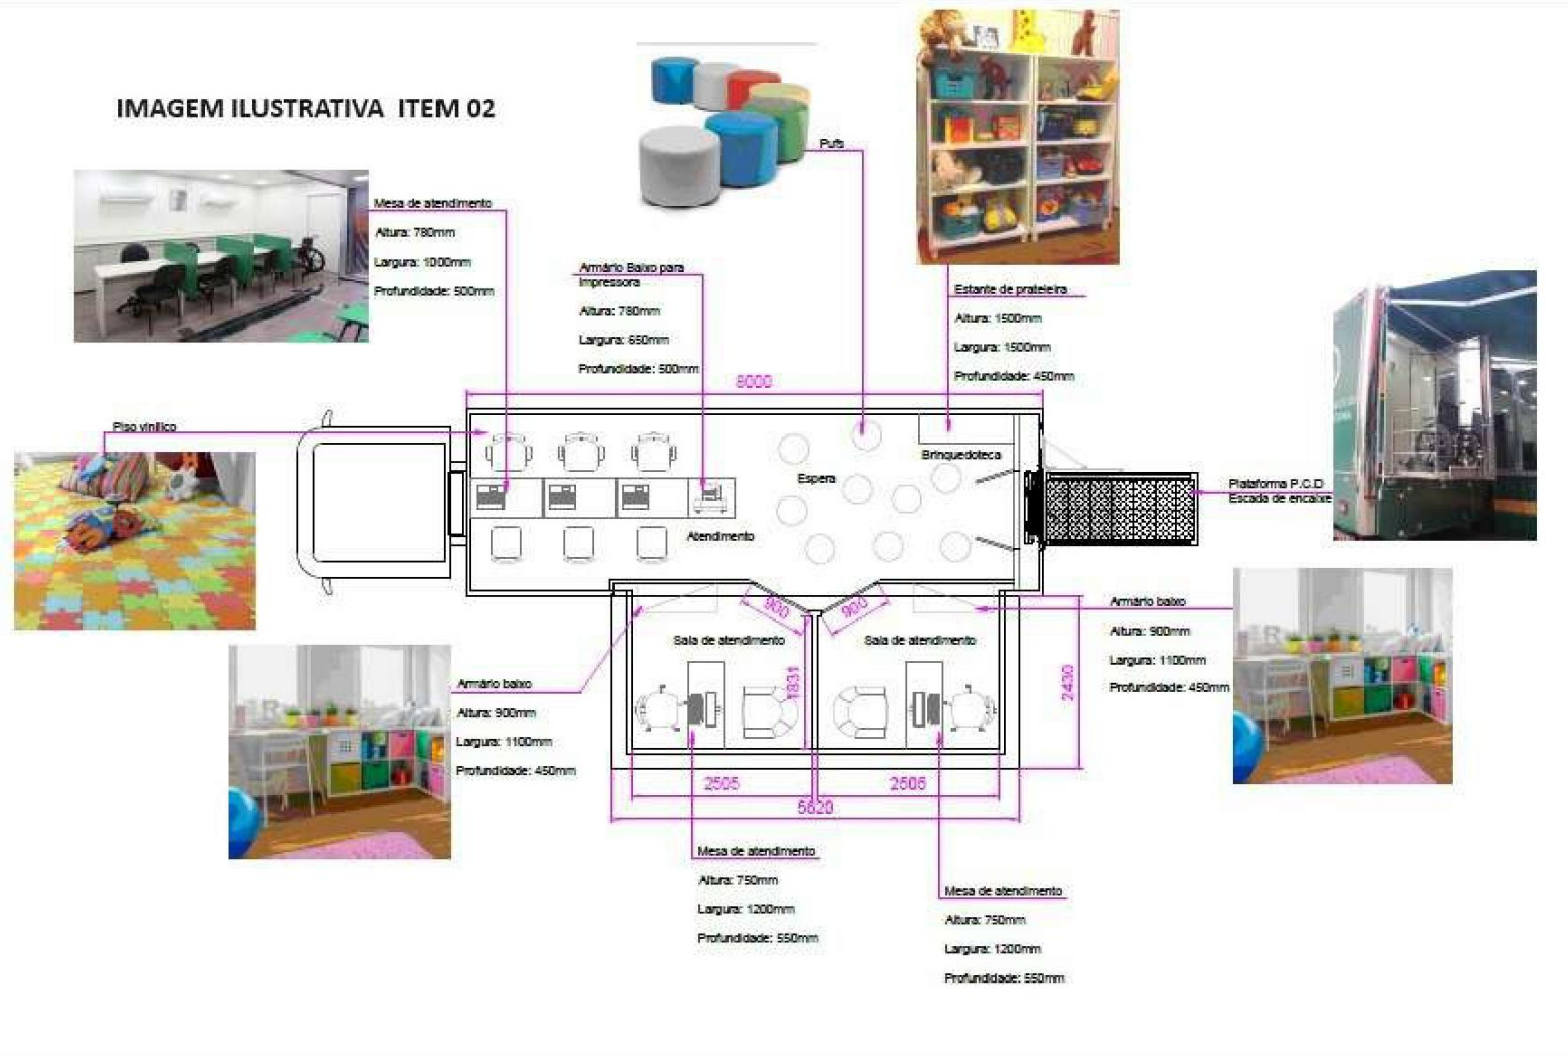 IMAGEM ILUSTRATIVA ITEM 02
Mesa de atendimento
Altura: 780mm
Largura: 1000mm
Profundidade: 500mm
Armário Baixo para
Impressora
Altura: 780mm
Largura: 650mm
Profundidade: 500mm
Pufs
Estante de prateleira
Altura: 1500mm
Largura: 1500mm
Profundidade: 450mm
8000
Piso vinílico
Espera
Brinquedoteca
Atendimento
Plataforma P.C.D
Escada de encaixe
900
900
Sala de atendimento
Sala de atendimento
1831
2430
Armário baixo
Altura: 900mm
Largura: 1100mm
Profundidade: 450mm
Armário baixo
Altura: 900mm
Largura: 1100mm
Profundidade: 450mm
2505
2505
5620
Mesa de atendimento
Altura: 750mm
Largura: 1200mm
Profundidade: 550mm
Mesa de atendimento
Altura: 750mm
Largura: 1200mm
Profundidade: 550mm